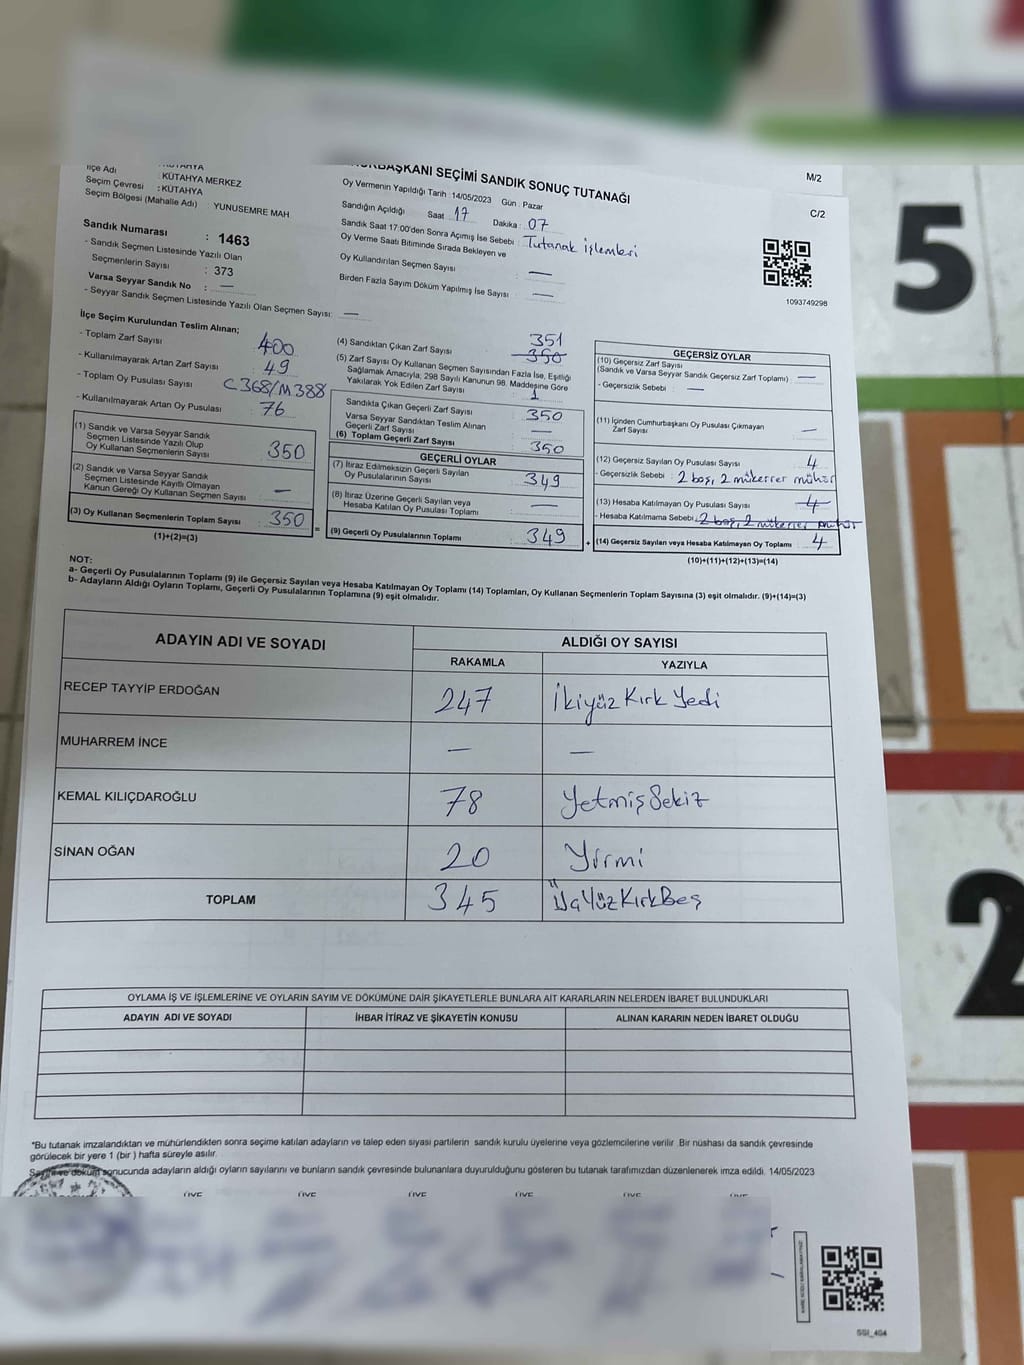 M/2
C/2
İlçe Adı : KÜTAHYA MERKEZ
Seçim Çevresi : KÜTAHYA
Seçim Bölgesi (Mahalle Adı) YUNUSEMRE MAH.
Sandık Numarası : 1463
- Sandık Seçmen Listesinde Yazılı Olan
Seçmenlerin Sayısı : 373
Varsa Seyyar Sandık No : —
- Seyyar Sandık Seçmen Listesinde Yazılı Olan Seçmen Sayısı: —
SEÇİMİ SANDIK SONUÇ TUTANAĞI
Oy Vermenin Yapıldığı Tarih : 14/05/2023 Gün : Pazar
Sandığın Açıldığı Saat 17 Dakika : 07
Sandık Saat 17:00'den Sonra Açımış İse Sebebi : Tutanak işlemleri
Oy Verme Saati Bitiminde Sırada Bekleyen ve
Oy Kullandırılan Seçmen Sayısı : —
Birden Fazla Sayım Döküm Yapılmış İse Sayısı : —
1093749298
İlçe Seçim Kurulundan Teslim Alınan;
- Toplam Zarf Sayısı 400
- Kullanılmayarak Artan Zarf Sayısı 49
- Toplam Oy Pusulası Sayısı C368/M388
- Kullanılmayarak Artan Oy Pusulası 76
(1) Sandık ve Varsa Seyyar Sandık
Seçmen Listesinde Yazılı Olup
Oy Kullanan Seçmenlerin Sayısı 350
(2) Sandık ve Varsa Seyyar Sandık
Seçmen Listesinde Kayıtlı Olmayan
Kanun Gereği Oy Kullanan Seçmen Sayısı —
(3) Oy Kullanan Seçmenlerin Toplam Sayısı : 350
(1)+(2)=(3)
=
351
(4) Sandıktan Çıkan Zarf Sayısı 350
(5) Zarf Sayısı Oy Kullanan Seçmen Sayısından Fazla İse, Eşitliği
Sağlamak Amacıyla, 298 Sayılı Kanunun 98. Maddesine Göre
Yakılarak Yok Edilen Zarf Sayısı : 1
Sandıkta Çıkan Geçerli Zarf Sayısı : 350
Varsa Seyyar Sandıktan Teslim Alınan
Geçerli Zarf Sayısı —
(6) Toplam Geçerli Zarf Sayısı 350
GEÇERLİ OYLAR
(7) İtiraz Edilmeksizin Geçerli Sayılan
Oy Pusulalarının Sayısı 349
(8) İtiraz Üzerine Geçerli Sayılan veya
Hesaba Katılan Oy Pusulası Toplamı —
(9) Geçerli Oy Pusulalarının Toplamı 349
+
GEÇERSİZ OYLAR
(10) Geçersiz Zarf Sayısı
(Sandık ve Varsa Seyyar Sandık Geçersiz Zarf Toplamı) : —
- Geçersizlik Sebebi : —
(11) İçinden Cumhurbaşkanı Oy Pusulası Çıkmayan
Zarf Sayısı —
(12) Geçersiz Sayılan Oy Pusulası Sayısı 4
- Geçersizlik Sebebi : 2 boş, 2 mükerrer mühür
(13) Hesaba Katılmayan Oy Pusulası Sayısı 4
- Hesaba Katılmama Sebebi : 2 boş, 2 mükerrer mühür
(14) Geçersiz Sayılan veya Hesaba Katılmayan Oy Toplamı 4
(10)+(11)+(12)+(13)=(14)
NOT:
a- Geçerli Oy Pusulalarının Toplamı (9) ile Geçersiz Sayılan veya Hesaba Katılmayan Oy Toplamı (14) Toplamları, Oy Kullanan Seçmenlerin Toplam Sayısına (3) eşit olmalıdır. (9)+(14)=(3)
b- Adayların Aldığı Oyların Toplamı, Geçerli Oy Pusulalarının Toplamına (9) eşit olmalıdır.
ADAYIN ADI VE SOYADI ALDIĞI OY SAYISI
RAKAMLA YAZIYLA
RECEP TAYYİP ERDOĞAN 247 İkiyüz Kırk Yedi
MUHARREM İNCE — —
KEMAL KILIÇDAROĞLU 78 Yetmiş Sekiz
SİNAN OĞAN 20 Yirmi
TOPLAM 345 Üç Yüz Kırk Beş
OYLAMA İŞ VE İŞLEMLERİNE VE OYLARIN SAYIM VE DÖKÜMÜNE DAİR ŞİKAYETLERLE BUNLARA AİT KARARLARIN NELERDEN İBARET BULUNDUKLARI
ADAYIN ADI VE SOYADI İHBAR İTİRAZ VE ŞİKAYETİN KONUSU ALINAN KARARIN NEDEN İBARET OLDUĞU
*Bu tutanak imzalandıktan ve mühürlendikten sonra seçime katılan adayların ve talep eden siyasi partilerin sandık kurulu üyelerine veya gözlemcilerine verilir. Bir nüshası da sandık çevresinde
görülecek bir yere 1 (bir ) hafta süreyle asılır.
Sayım ve döküm sonucunda adayların aldığı oyların sayılarını ve bunların sandık çevresinde bulunanlara duyurulduğunu gösteren bu tutanak tarafımızdan düzenlenerek imza edildi. 14/05/2023
ÜYE ÜYE ÜYE ÜYE ÜYE ÜYE
SSI_404
5
2